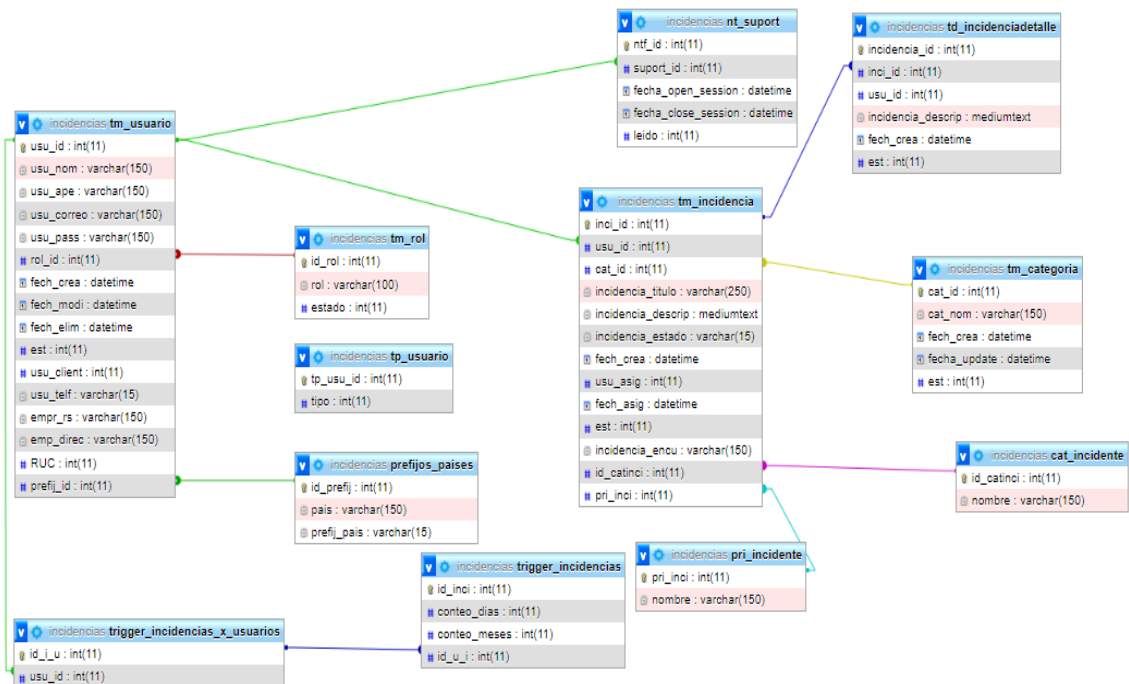 incidencias nt_suport
ntf_id : int(11)
suport_id : int(11)
fecha_open_session : datetime
fecha_close_session : datetime
leido : int(11)
incidencias td_incidenciadetalle
incidencia_id : int(11)
inci_id : int(11)
usu_id : int(11)
incidencia_descrip : mediumtext
fech_crea : datetime
est : int(11)
incidencias tm_usuario
usu_id : int(11)
usu_nom : varchar(150)
usu_ape : varchar(150)
usu_correo : varchar(150)
usu_pass : varchar(150)
rol_id : int(11)
fech_crea : datetime
fech_modi : datetime
fech_elim : datetime
est : int(11)
usu_client : int(11)
usu_telf : varchar(15)
empr_rs : varchar(150)
emp_direc : varchar(150)
RUC : int(11)
prefij_id : int(11)
incidencias tm_rol
id_rol : int(11)
rol : varchar(100)
estado : int(11)
incidencias tp_usuario
tp_usu_id : int(11)
tipo : int(11)
incidencias prefijos_paises
id_prefij : int(11)
pais : varchar(150)
prefij_pais : varchar(15)
incidencias tm_incidencia
inci_id : int(11)
usu_id : int(11)
cat_id : int(11)
incidencia_titulo : varchar(250)
incidencia_descrip : mediumtext
incidencia_estado : varchar(15)
fech_crea : datetime
usu_asig : int(11)
fech_asig : datetime
est : int(11)
incidencia_encu : varchar(150)
id_catinci : int(11)
pri_inci : int(11)
incidencias tm_categoria
cat_id : int(11)
cat_nom : varchar(150)
fech_crea : datetime
fecha_update : datetime
est : int(11)
incidencias cat_incidente
id_catinci : int(11)
nombre : varchar(150)
incidencias pri_incidente
pri_inci : int(11)
nombre : varchar(150)
incidencias trigger_incidencias
id_inci : int(11)
conteo_dias : int(11)
conteo_meses : int(11)
id_u_i : int(11)
incidencias trigger_incidencias_x_usuarios
id_i_u : int(11)
usu_id : int(11)